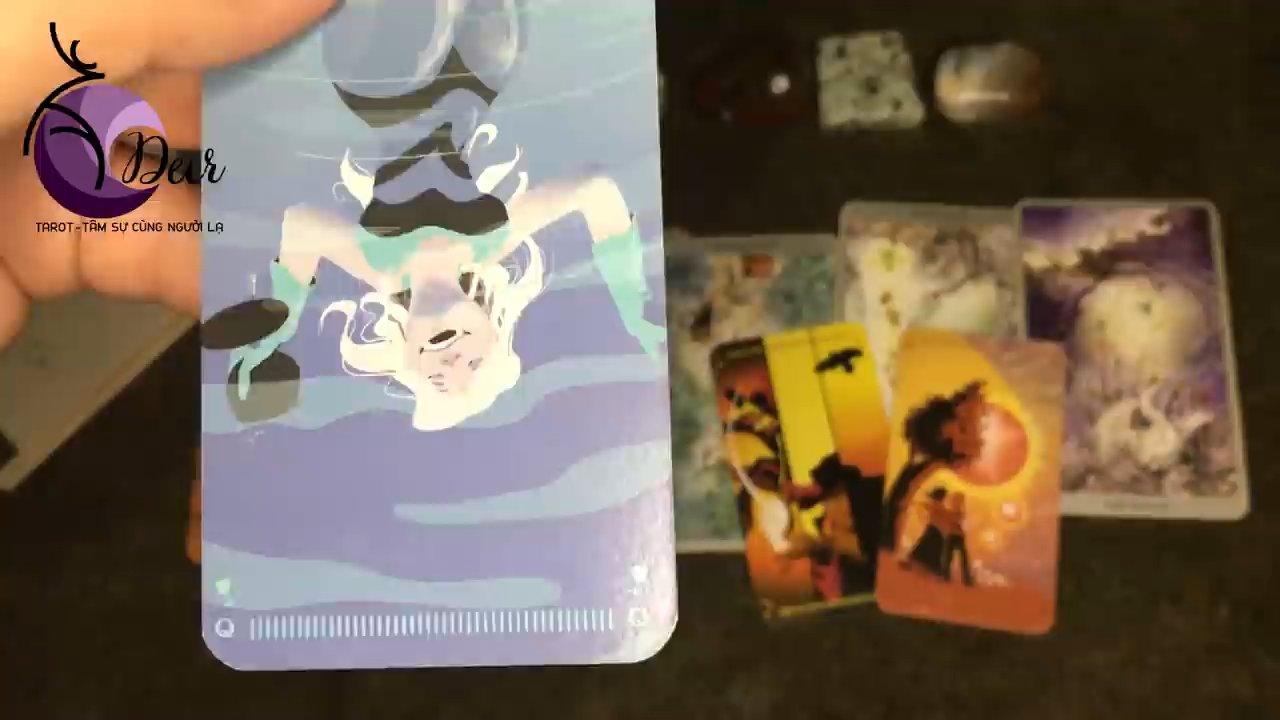 Dear
TAROT-TÂM SỰ CÙNG NGƯỜI LẠ
Q Q